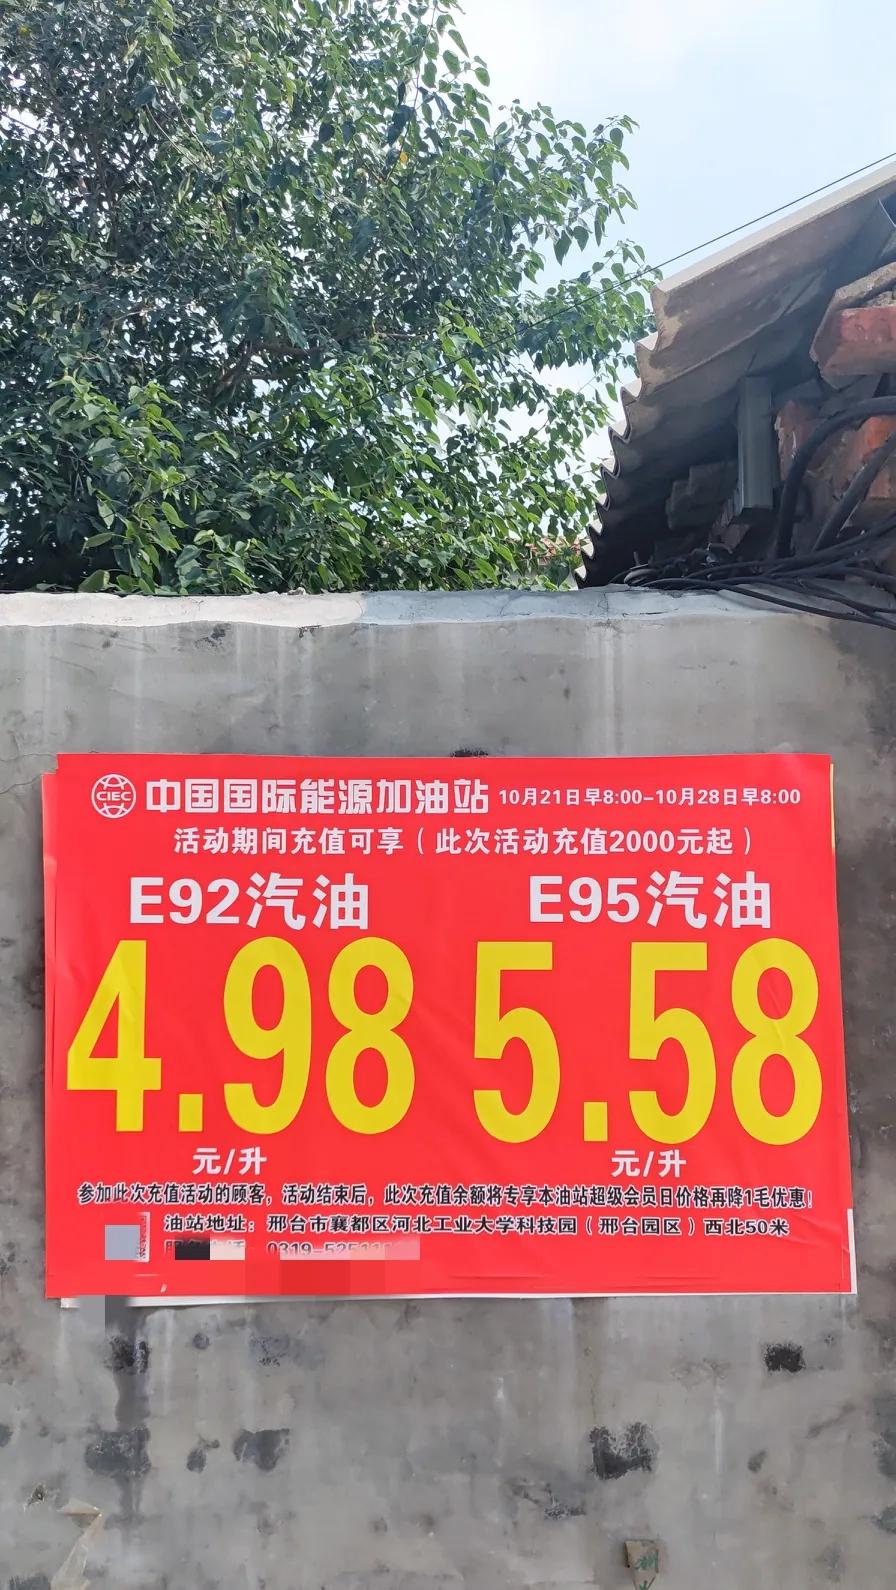 CIEC 中国国际能源加油站 10月21日早8:00-10月28日早8:00
活动期间充值可享（此次活动充值2000元起）
E92汽油 E95汽油
4.98 5.58
元/升 元/升
参加此次充值活动的顾客，活动结束后，此次充值余额将专享本油站超级会员日价格再降1毛优惠！
油站地址：邢台市襄都区河北工业大学科技园（邢台园区）西北50米